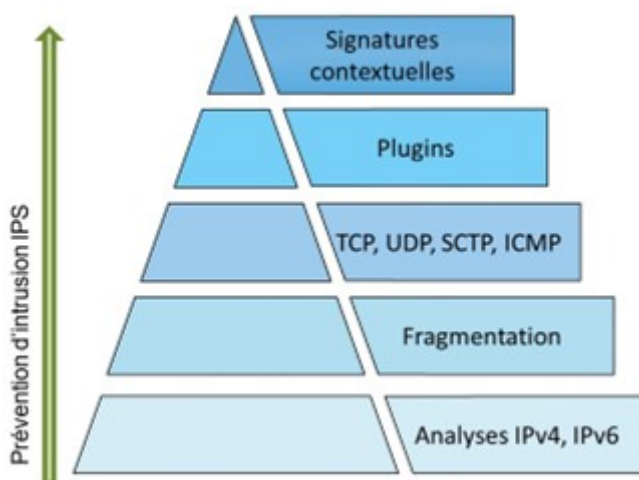 Signatures
contextuelles
Plugins
TCP, UDP, SCTP, ICMP
Fragmentation
Analyses IPv4, IPv6
Prévention d'intrusion IPS